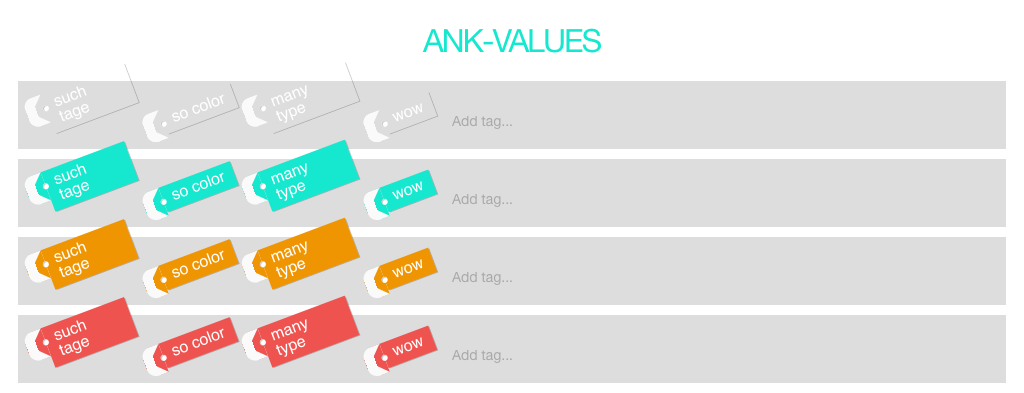 ANK-VALUES
such
tage
so color
many
type
wow
Add tag...
such
tage
so color
many
type
wow
Add tag...
such
tage
so color
many
type
wow
Add tag...
such
tage
so color
many
type
wow
Add tag...